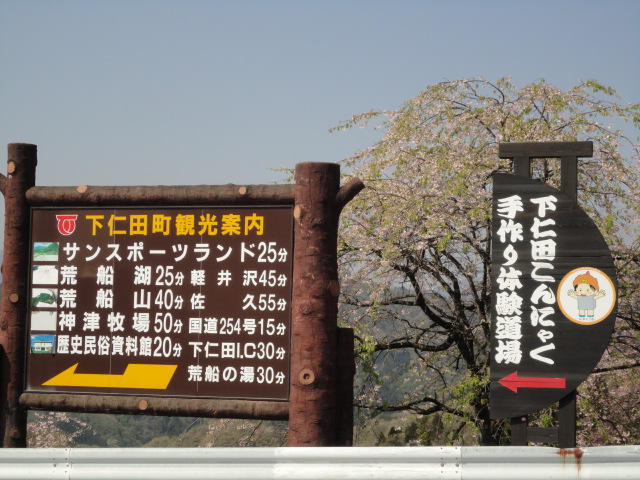 下仁田町観光案内
サンスポーツランド25分
荒船湖25分 軽井沢45分
荒船山40分 佐久55分
神津牧場50分 国道254号15分
歴史民俗資料館20分 下仁田I.C30分
荒船の湯30分
下仁田こんにゃく
手作り体験道場